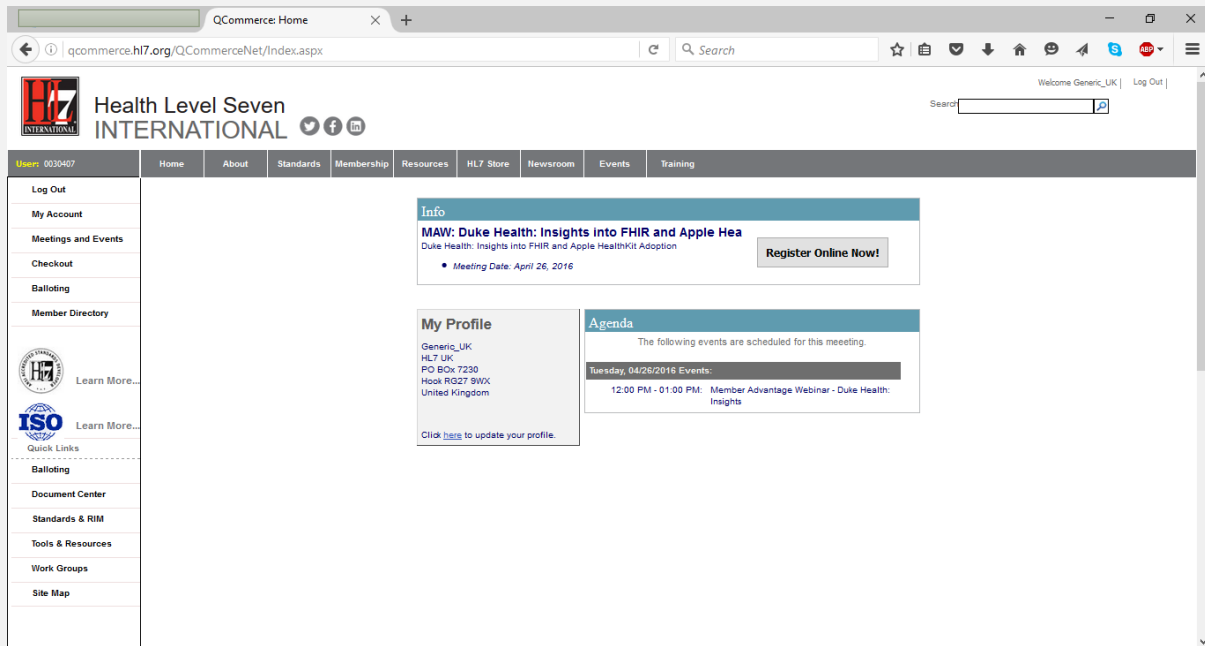 QCommerce: Home
qcommerce.hl7.org/QCommerceNet/Index.aspx
Search
ABP
Welcome Generic_UK | Log Out |
Search
HL7
INTERNATIONAL
Health Level Seven
INTERNATIONAL
User: 0030407
Home About Standards Membership Resources HL7 Store Newsroom Events Training
Log Out
My Account
Meetings and Events
Checkout
Balloting
Member Directory
Learn More...
ISO
Learn More...
Quick Links
Balloting
Document Center
Standards & RIM
Tools & Resources
Work Groups
Site Map
Info
MAW: Duke Health: Insights into FHIR and Apple Hea
Duke Health: Insights into FHIR and Apple HealthKit Adoption
• Meeting Date: April 26, 2016
Register Online Now!
My Profile
Generic_UK
HL7 UK
PO BOx 7230
Hook RG27 9WX
United Kingdom
Click here to update your profile.
Agenda
The following events are scheduled for this meeeting.
Tuesday, 04/26/2016 Events:
12:00 PM - 01:00 PM: Member Advantage Webinar - Duke Health:
Insights